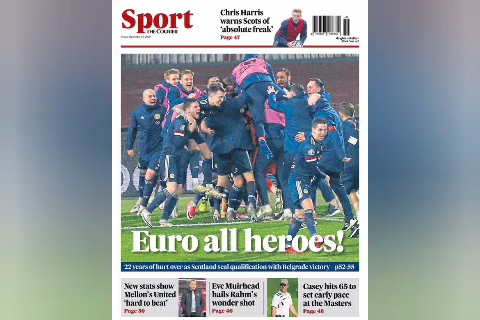 Sport
THE COURIER
Chris Harris
warns Scots of
'absolute freak'
Page 47
Euro all heroes!
22 years of hurt over as Scotland seal qualification with Belgrade victory – p52-55
New stats show
Mellon's United
'hard to beat'
Page 50
Eve Muirhead
hails Rahm's
wonder shot
Page 46
Casey hits 65 to
set early pace
at the Masters
Page 48